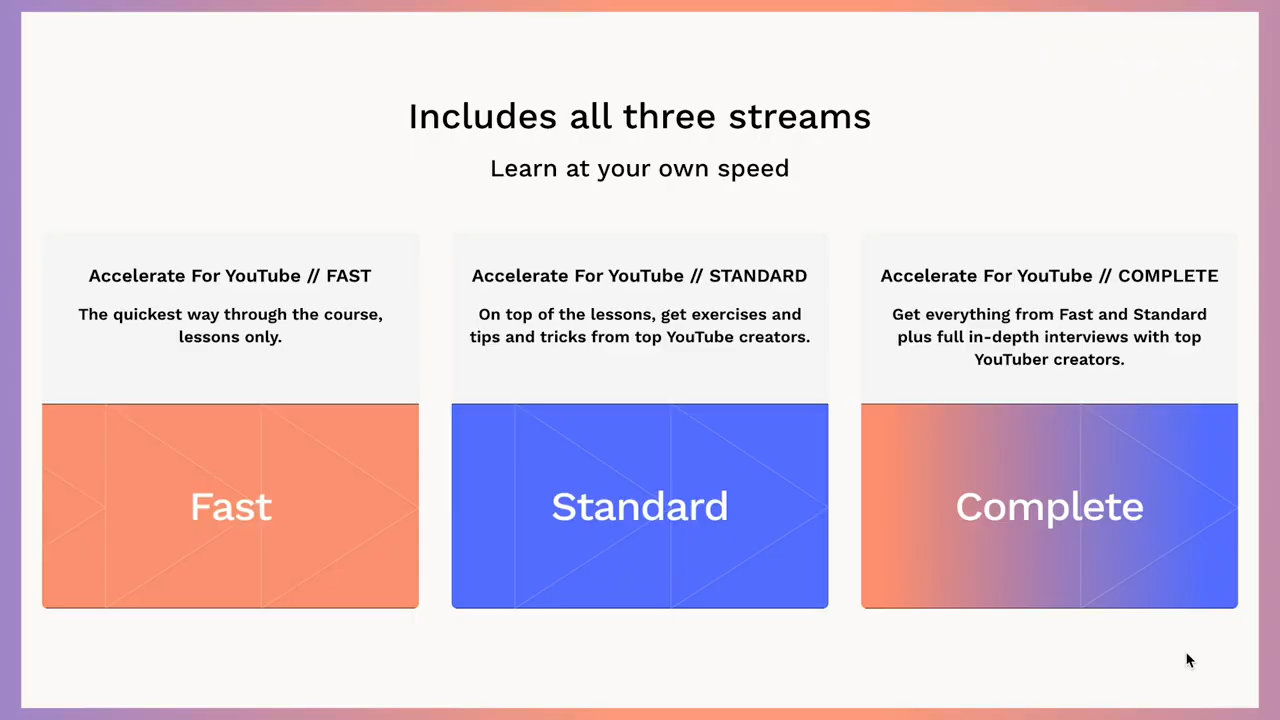 Includes all three streams
Learn at your own speed
Accelerate For YouTube // FAST
The quickest way through the course,
lessons only.
Fast
Accelerate For YouTube // STANDARD
On top of the lessons, get exercises and
tips and tricks from top YouTube creators.
Standard
Accelerate For YouTube // COMPLETE
Get everything from Fast and Standard
plus full in-depth interviews with top
YouTuber creators.
Complete